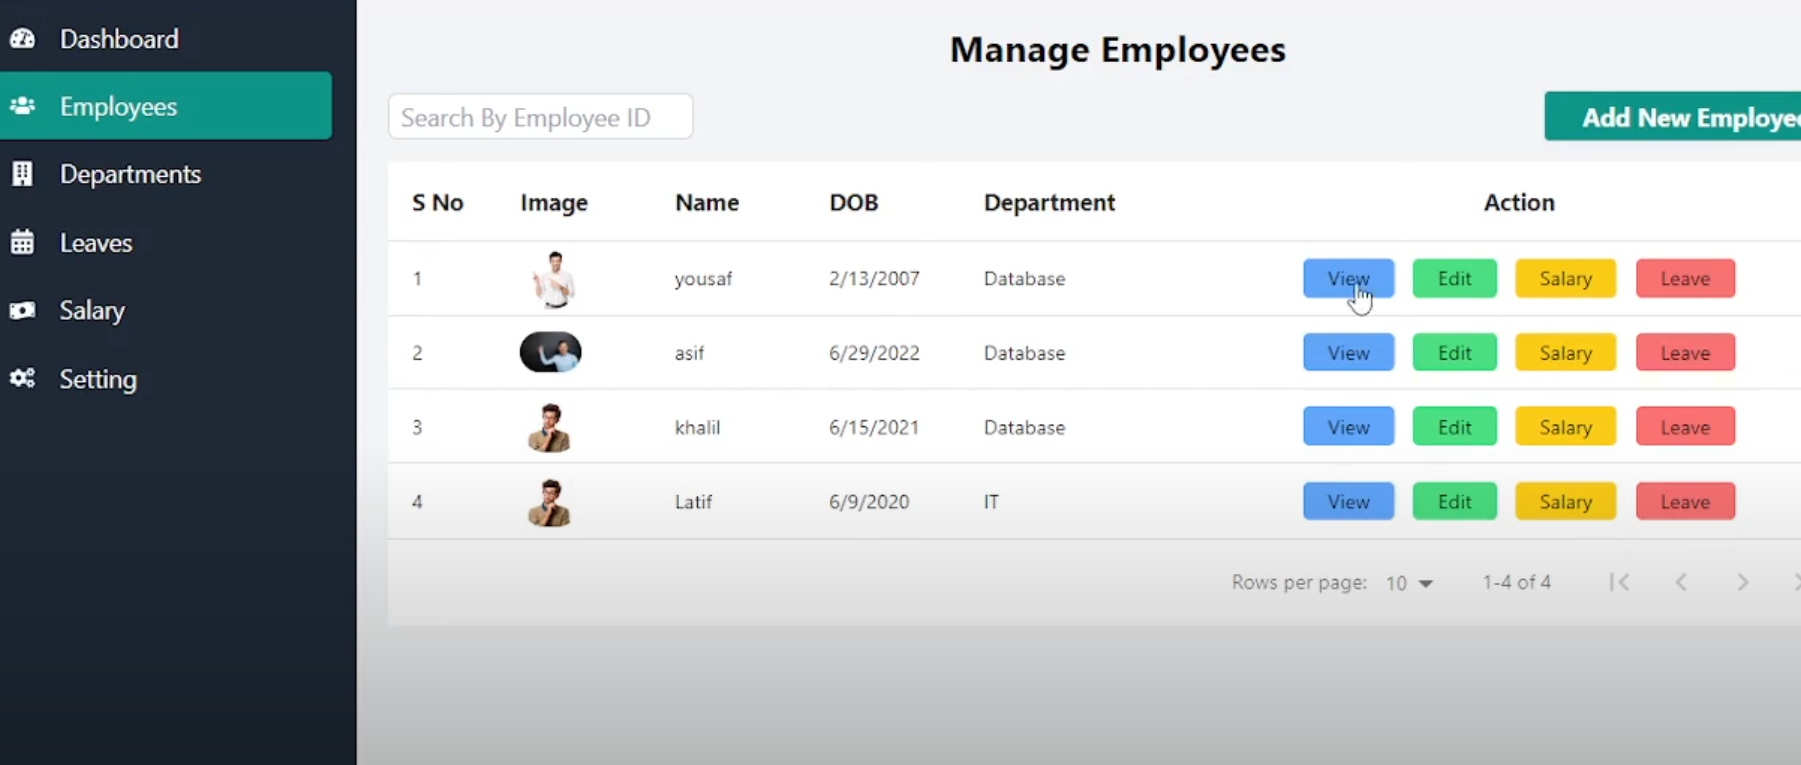 Dashboard
Employees
Departments
Leaves
Salary
Setting
Manage Employees
Search By Employee ID
Add New Employee
S No Image Name DOB Department Action
1 yousaf 2/13/2007 Database View Edit Salary Leave
2 asif 6/29/2022 Database View Edit Salary Leave
3 khalil 6/15/2021 Database View Edit Salary Leave
4 Latif 6/9/2020 IT View Edit Salary Leave
Rows per page: 10 1-4 of 4